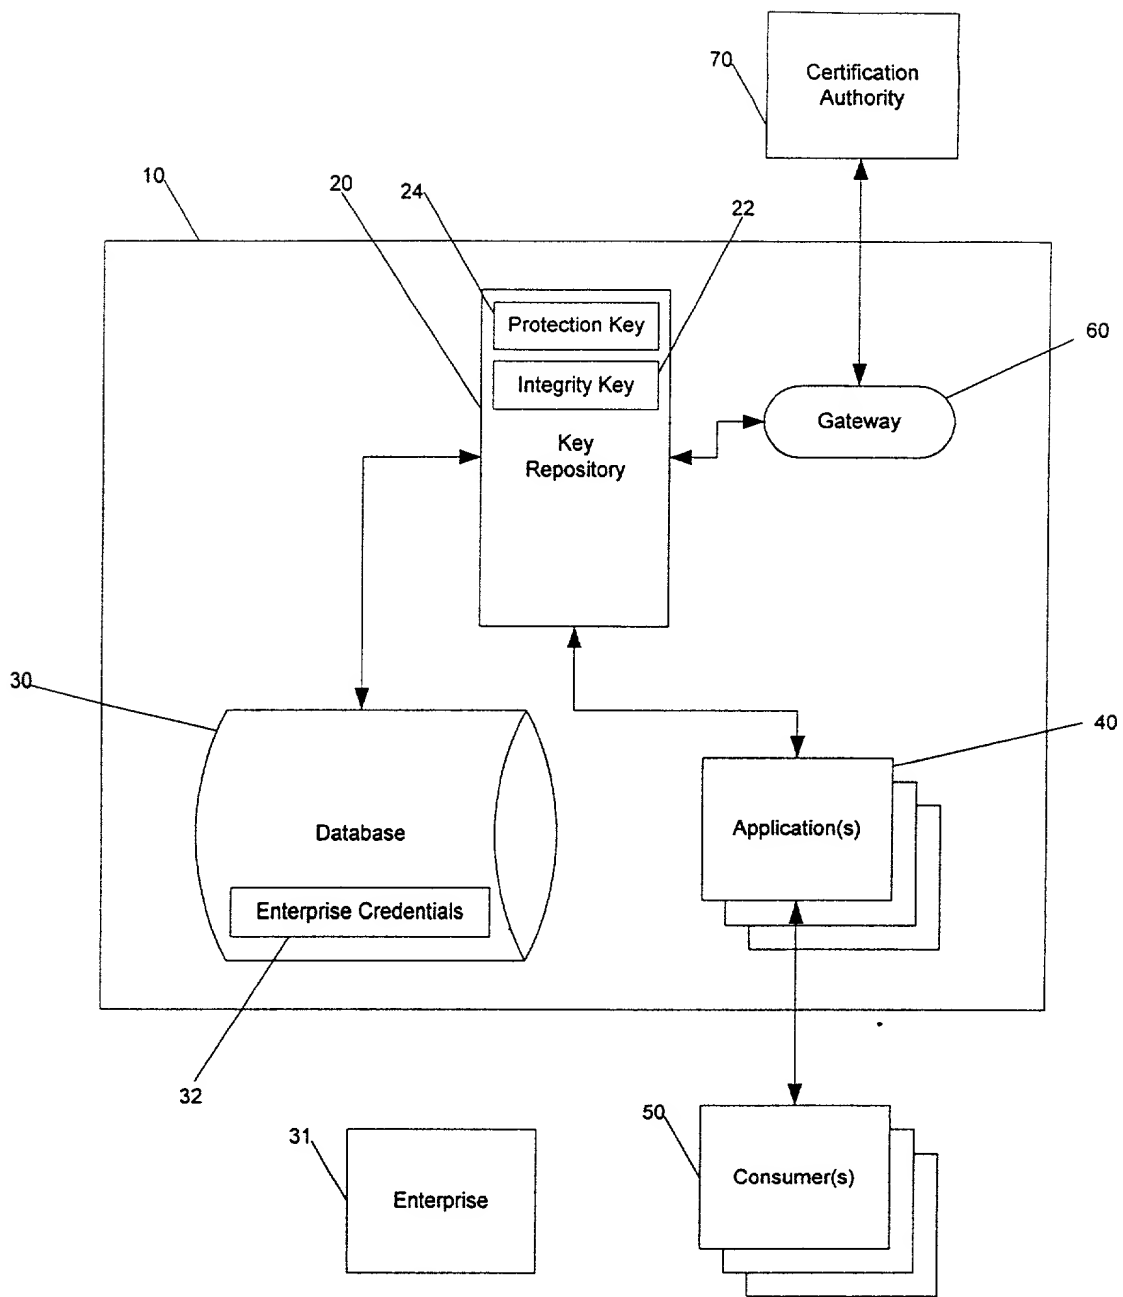 70
Certification
Authority
10
20
24
22
Protection Key
Integrity Key
60
Gateway
Key
Repository
30
40
Database
Application(s)
Enterprise Credentials
32
31
50
Enterprise
Consumer(s)